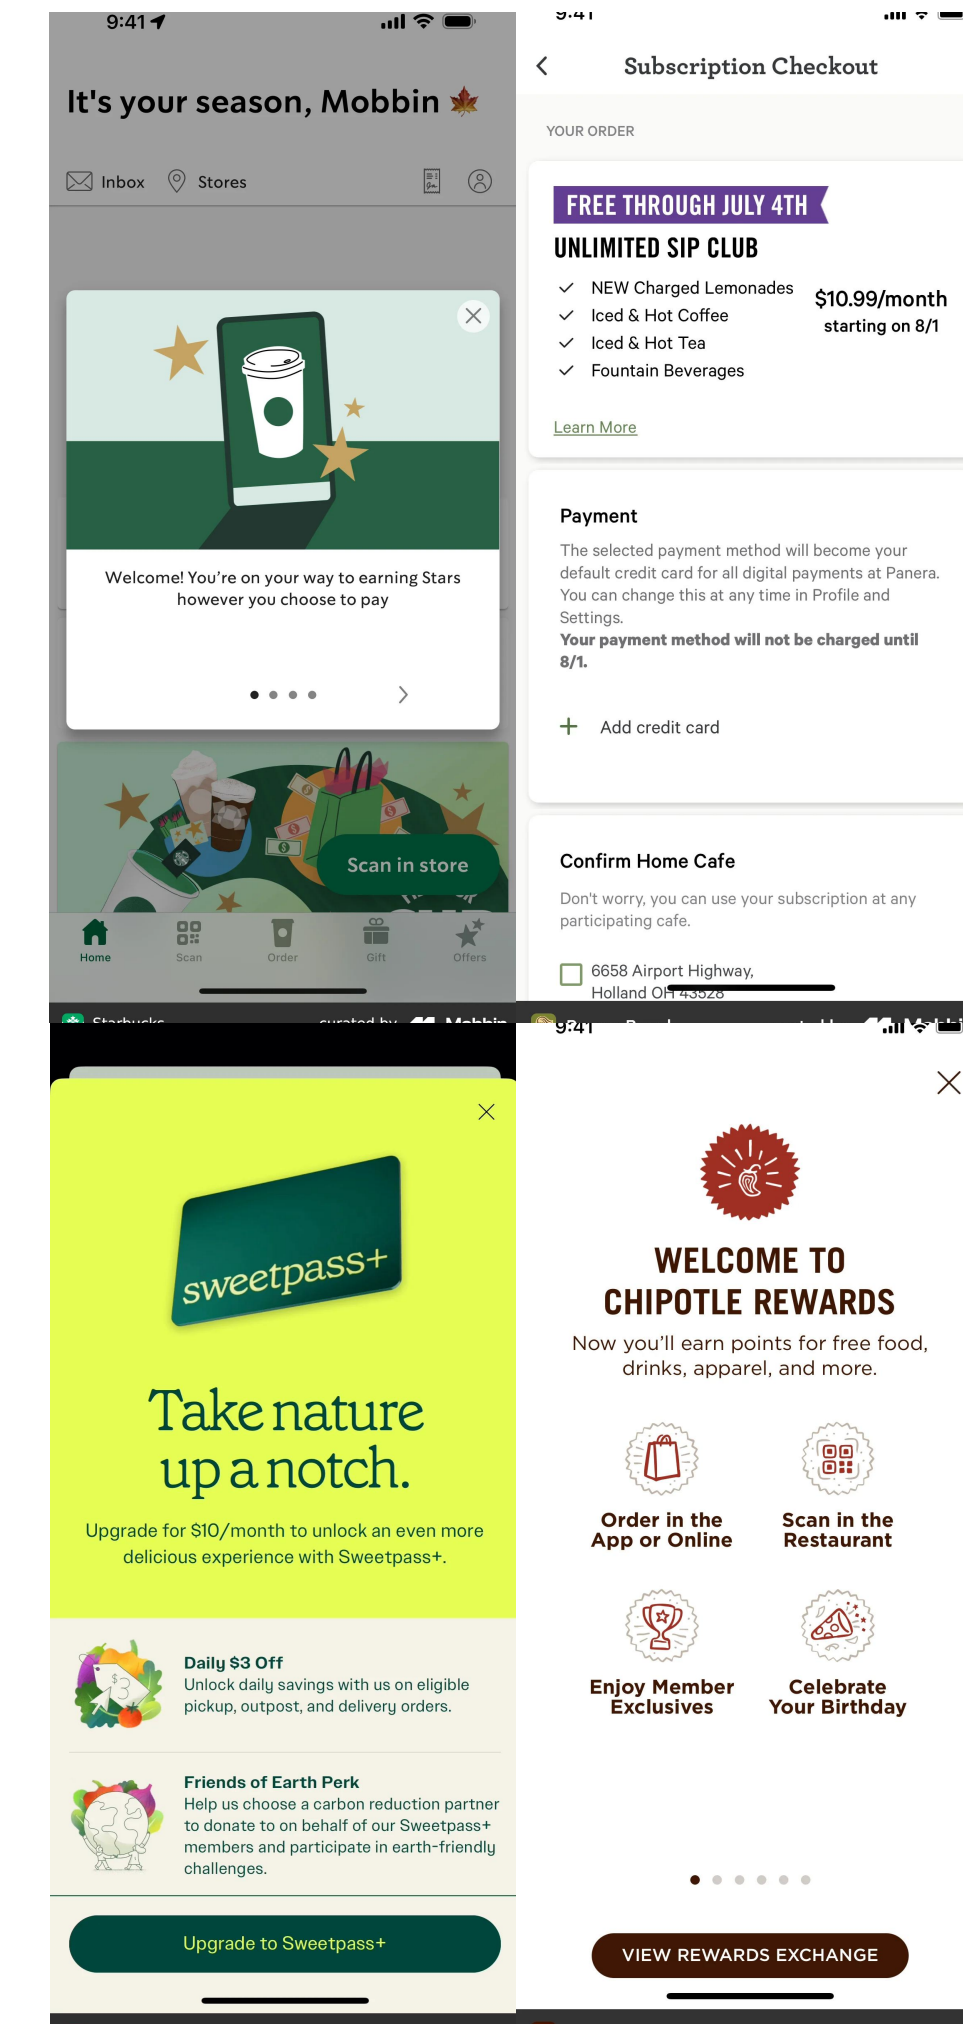 9:41
It's your season, Mobbin
Inbox
Stores
Welcome! You're on your way to earning Stars
however you choose to pay
Scan in store
Home
Scan
Order
Gift
Offers
Starbucks
curated by
Mobbin
9:41
Subscription Checkout
YOUR ORDER
FREE THROUGH JULY 4TH
UNLIMITED SIP CLUB
NEW Charged Lemonades
Iced & Hot Coffee
Iced & Hot Tea
Fountain Beverages
$10.99/month
starting on 8/1
Learn More
Payment
The selected payment method will become your
default credit card for all digital payments at Panera.
You can change this at any time in Profile and
Settings.
Your payment method will not be charged until
8/1.
Add credit card
Confirm Home Cafe
Don't worry, you can use your subscription at any
participating cafe.
6658 Airport Highway,
Holland OH 43528
sweetpass+
Take nature
up a notch.
Upgrade for $10/month to unlock an even more
delicious experience with Sweetpass+.
$3
Daily $3 Off
Unlock daily savings with us on eligible
pickup, outpost, and delivery orders.
Friends of Earth Perk
Help us choose a carbon reduction partner
to donate to on behalf of our Sweetpass+
members and participate in earth-friendly
challenges.
Upgrade to Sweetpass+
9:41
WELCOME TO
CHIPOTLE REWARDS
Now you'll earn points for free food,
drinks, apparel, and more.
Order in the
App or Online
Scan in the
Restaurant
Enjoy Member
Exclusives
Celebrate
Your Birthday
VIEW REWARDS EXCHANGE